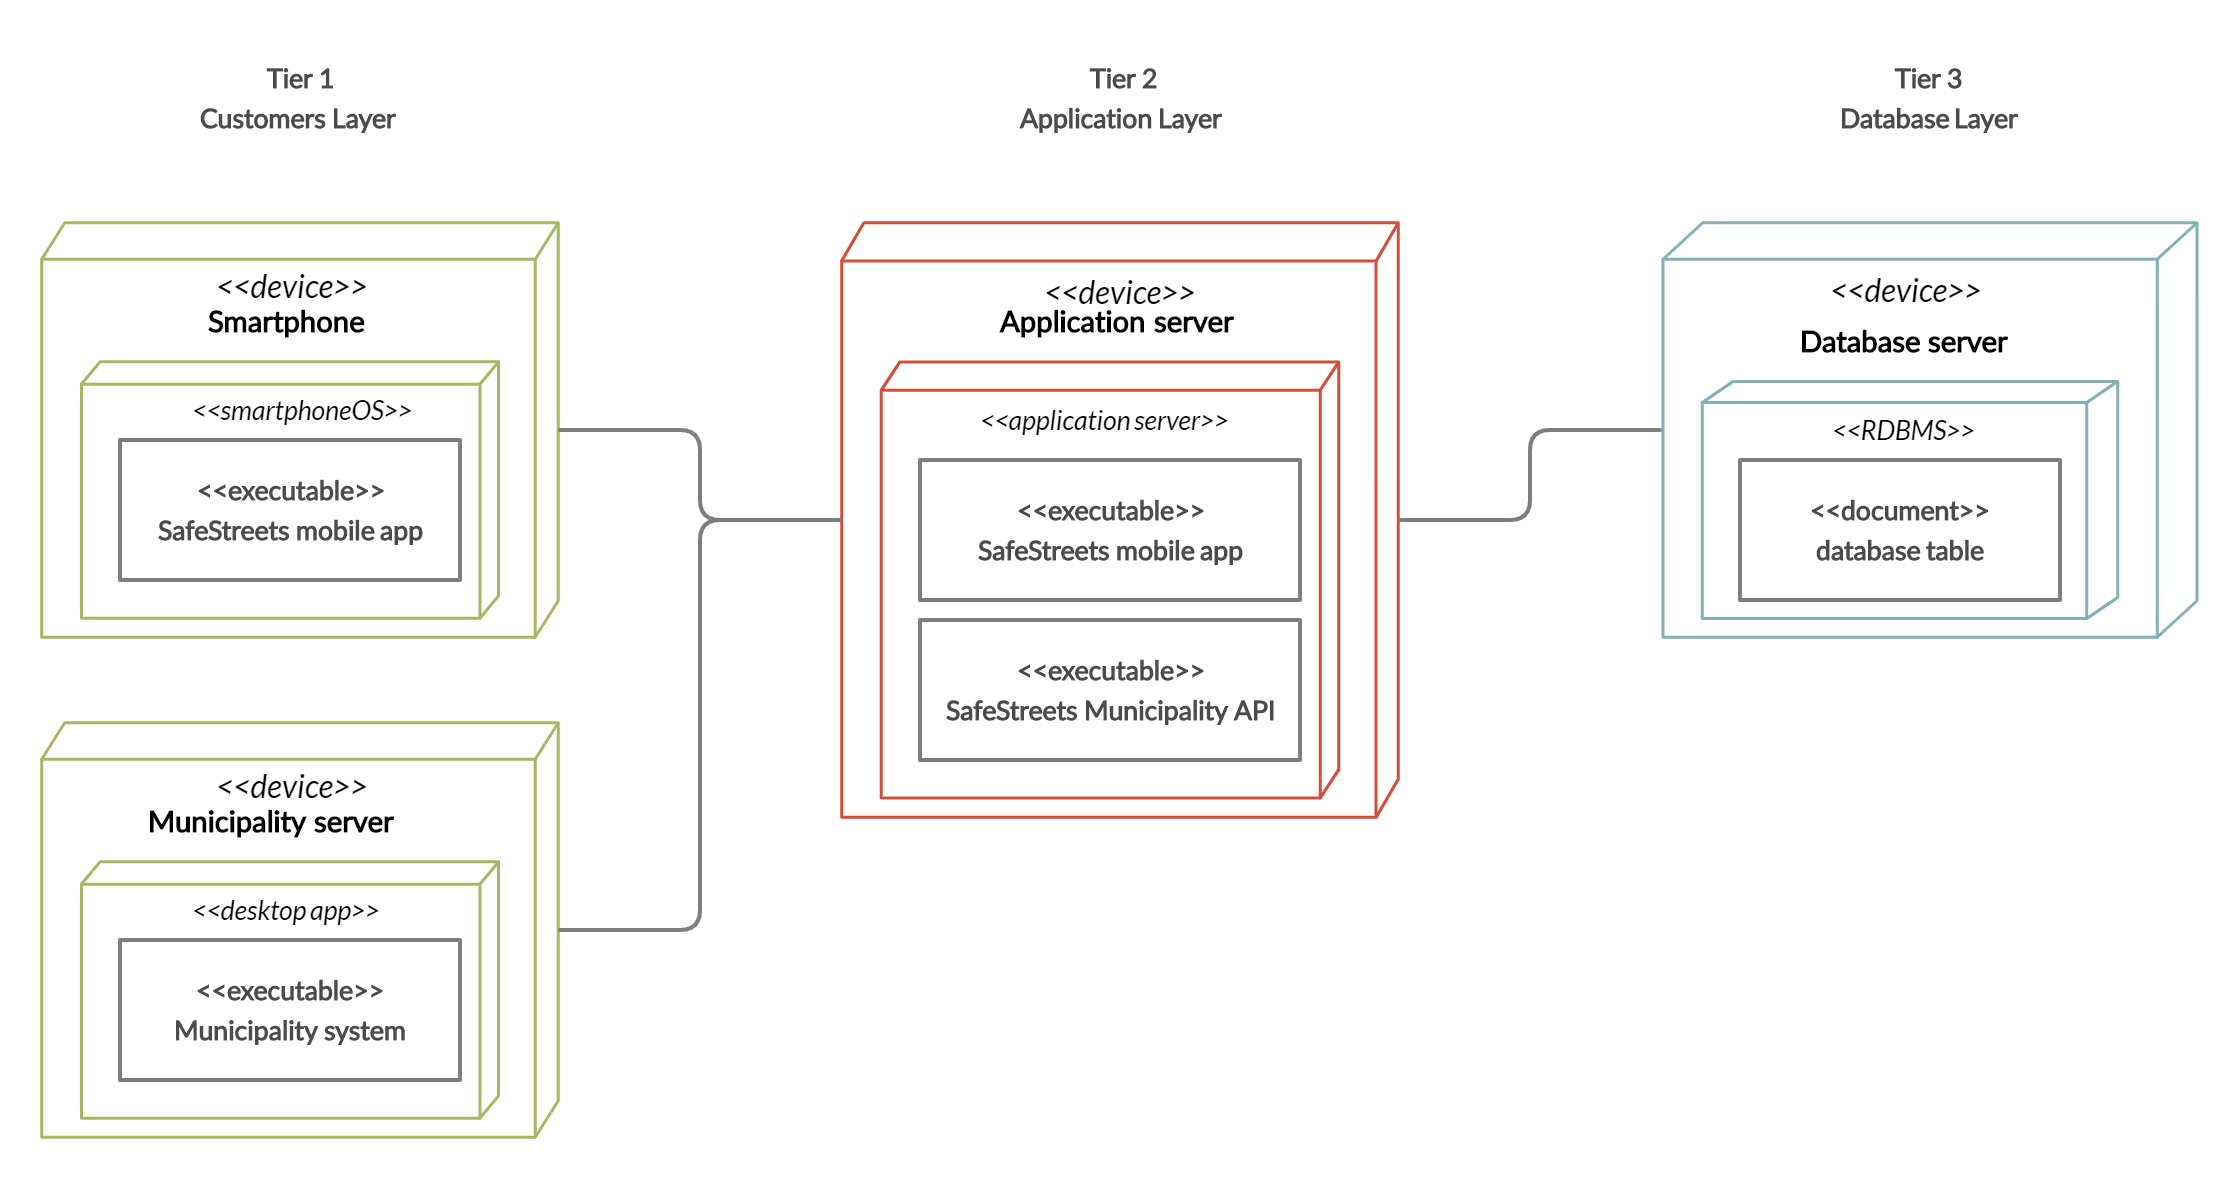 Tier 1
Customers Layer
Tier 2
Application Layer
Tier 3
Database Layer
<<device>>
Smartphone
<<smartphoneOS>>
<<executable>>
SafeStreets mobile app
<<device>>
Municipality server
<<desktop app>>
<<executable>>
Municipality system
<<device>>
Application server
<<application server>>
<<executable>>
SafeStreets mobile app
<<executable>>
SafeStreets Municipality API
<<device>>
Database server
<<RDBMS>>
<<document>>
database table